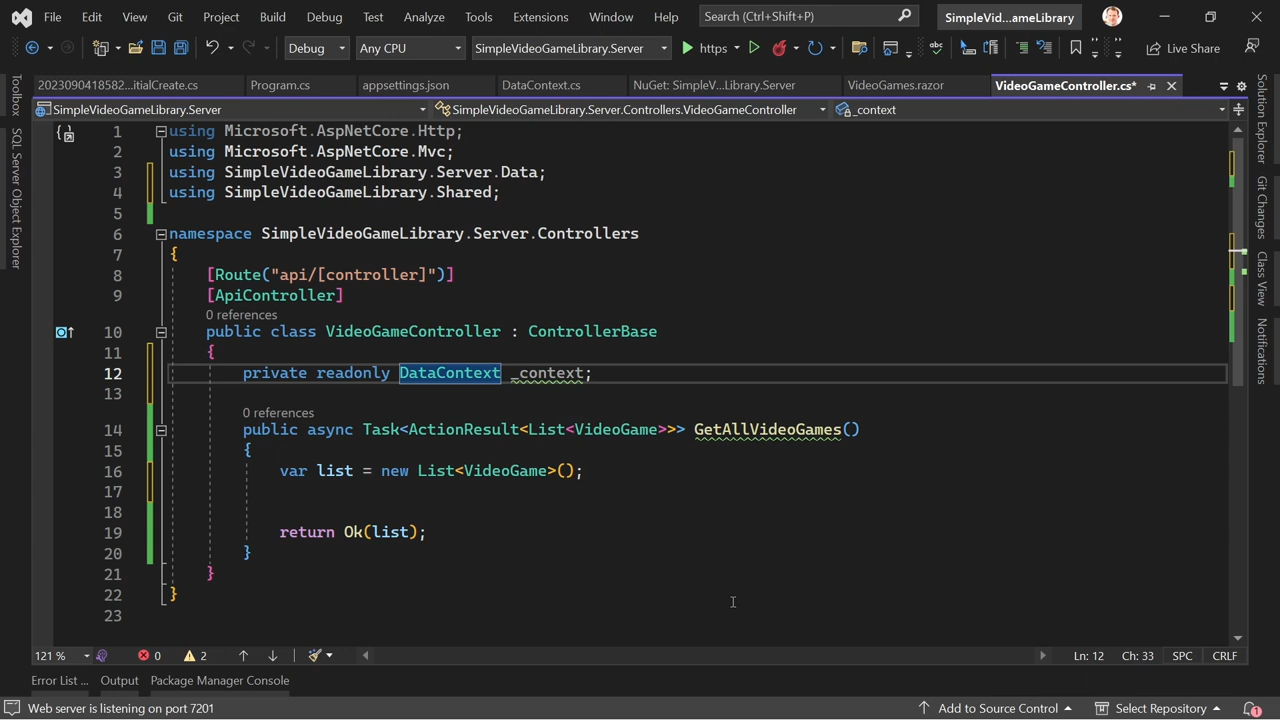 File Edit View Git Project Build Debug Test Analyze Tools Extensions Window Help Search (Ctrl+Shift+P) SimpleVid...ameLibrary
Debug Any CPU SimpleVideoGameLibrary.Server https Live Share
2023090418582...itialCreate.cs Program.cs appsettings.json DataContext.cs NuGet: SimpleV...Library.Server VideoGames.razor VideoGameController.cs*
SimpleVideoGameLibrary.Server SimpleVideoGameLibrary.Server.Controllers.VideoGameController _context
Toolbox
SQL Server Object Explorer
1 using Microsoft.AspNetCore.Http;
2 using Microsoft.AspNetCore.Mvc;
3 using SimpleVideoGameLibrary.Server.Data;
4 using SimpleVideoGameLibrary.Shared;
5
6 namespace SimpleVideoGameLibrary.Server.Controllers
7 {
8 [Route("api/[controller]")]
9 [ApiController]
0 references
10 public class VideoGameController : ControllerBase
11 {
12 private readonly DataContext _context;
13
0 references
14 public async Task<ActionResult<List<VideoGame>>> GetAllVideoGames()
15 {
16 var list = new List<VideoGame>();
17
18
19 return Ok(list);
20 }
21 }
22 }
23
Solution Explorer
Git Changes
Class View
Notifications
121 % 0 2 Ln: 12 Ch: 33 SPC CRLF
Error List ... Output Package Manager Console
Web server is listening on port 7201 Add to Source Control Select Repository 1